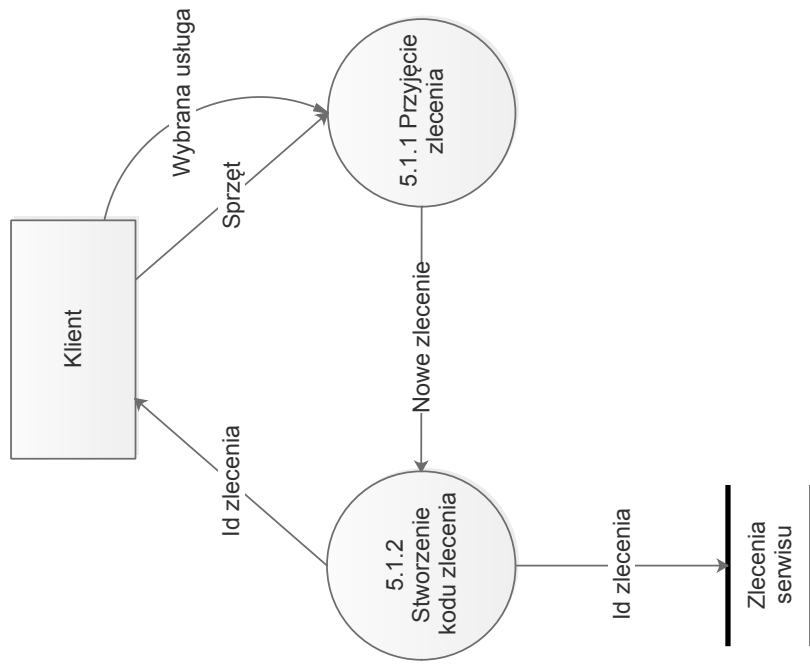 Klient
Wybrana usługa
Sprzęt
5.1.1 Przyjęcie
zlecenia
Nowe zlecenie
Id zlecenia
5.1.2
Stworzenie
kodu zlecenia
Id zlecenia
Zlecenia
serwisu